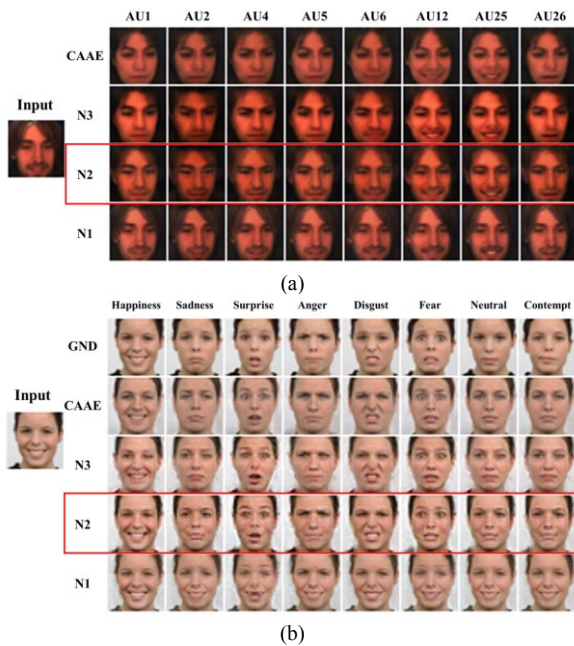 AU1 AU2 AU4 AU5 AU6 AU12 AU25 AU26
CAAE
Input
N3
N2
N1
(a)
Happiness Sadness Surprise Anger Disgust Fear Neutral Contempt
GND
Input
CAAE
N3
N2
N1
(b)